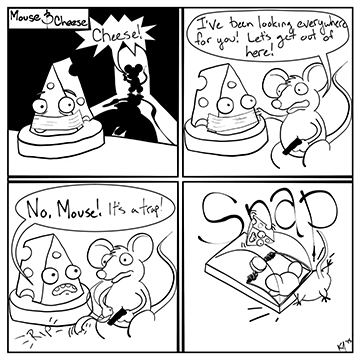 Mouse & Cheese
Cheese!
I've been looking everywhere
for you! Let's get out of
here!
No, Mouse! It's a trap!
RIP
Snap